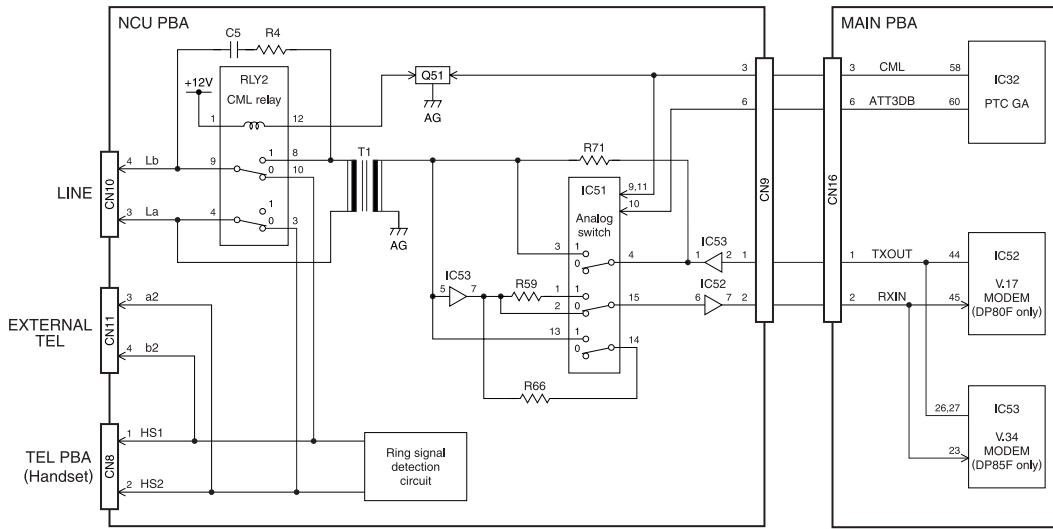 NCU PBA
MAIN PBA
C5
R4
+12V
RLY2
CML relay
1
12
Q51
AG
3
3
CML
58
6
6
ATT3DB
60
IC32
PTC GA
LINE
CN10
4
Lb
9
1
8
0
10
3
La
4
1
0
3
T1
AG
R71
IC51
9,11
10
Analog
switch
3
1
0
4
IC53
1
2
1
CN9
CN16
1
TXOUT
44
IC52
V.17
MODEM
(DP80F only)
IC53
5
7
R59
1
1
2
0
15
IC52
6
7
2
2
RXIN
45
13
1
0
14
R66
EXTERNAL
TEL
CN11
3
a2
4
b2
TEL PBA
(Handset)
CN8
1
HS1
2
HS2
Ring signal
detection
circuit
26,27
23
IC53
V.34
MODEM
(DP85F only)